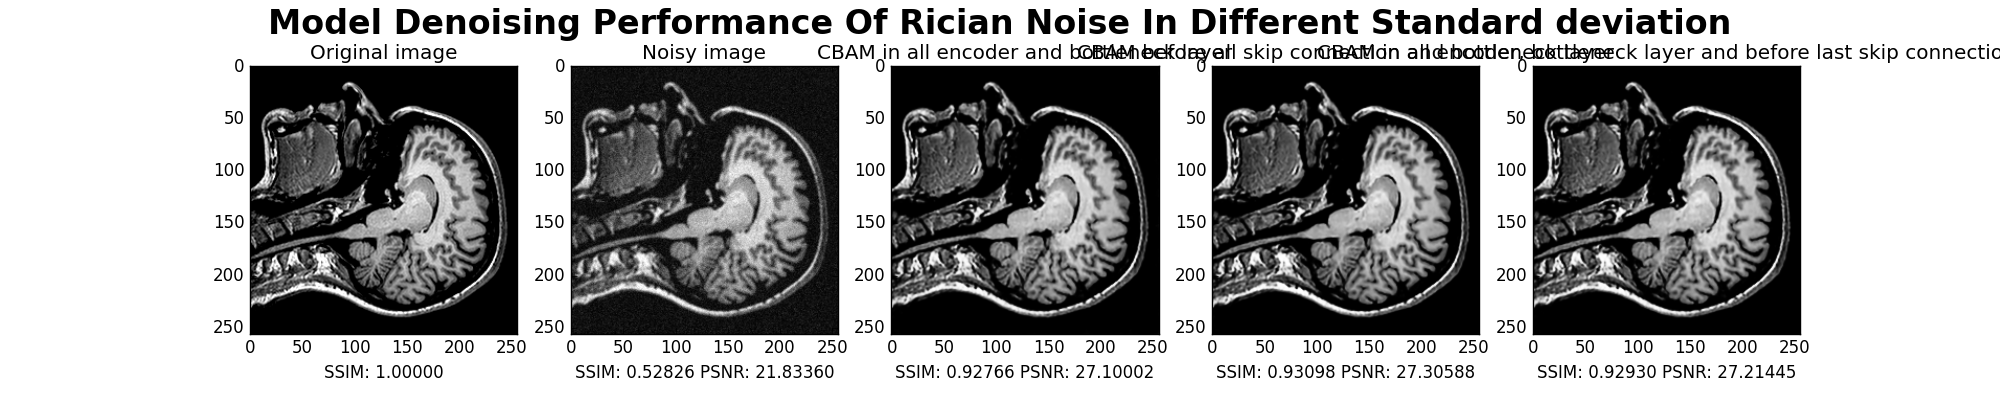 Model Denoising Performance Of Rician Noise In Different Standard deviation
Original image
Noisy image
CBAM in all encoder and bottleneck layer
CBAM before all skip connection and bottleneck layer
CBAM in all encoder, bottleneck layer and before last skip connectio
0 0 0 0 0
50 50 50 50 50
100 100 100 100 100
150 150 150 150 150
200 200 200 200 200
250 250 250 250 250
0 50 100 150 200 250 0 50 100 150 200 250 0 50 100 150 200 250 0 50 100 150 200 250 0 50 100 150 200 250
SSIM: 1.00000
SSIM: 0.52826 PSNR: 21.83360
SSIM: 0.92766 PSNR: 27.10002
SSIM: 0.93098 PSNR: 27.30588
SSIM: 0.92930 PSNR: 27.21445